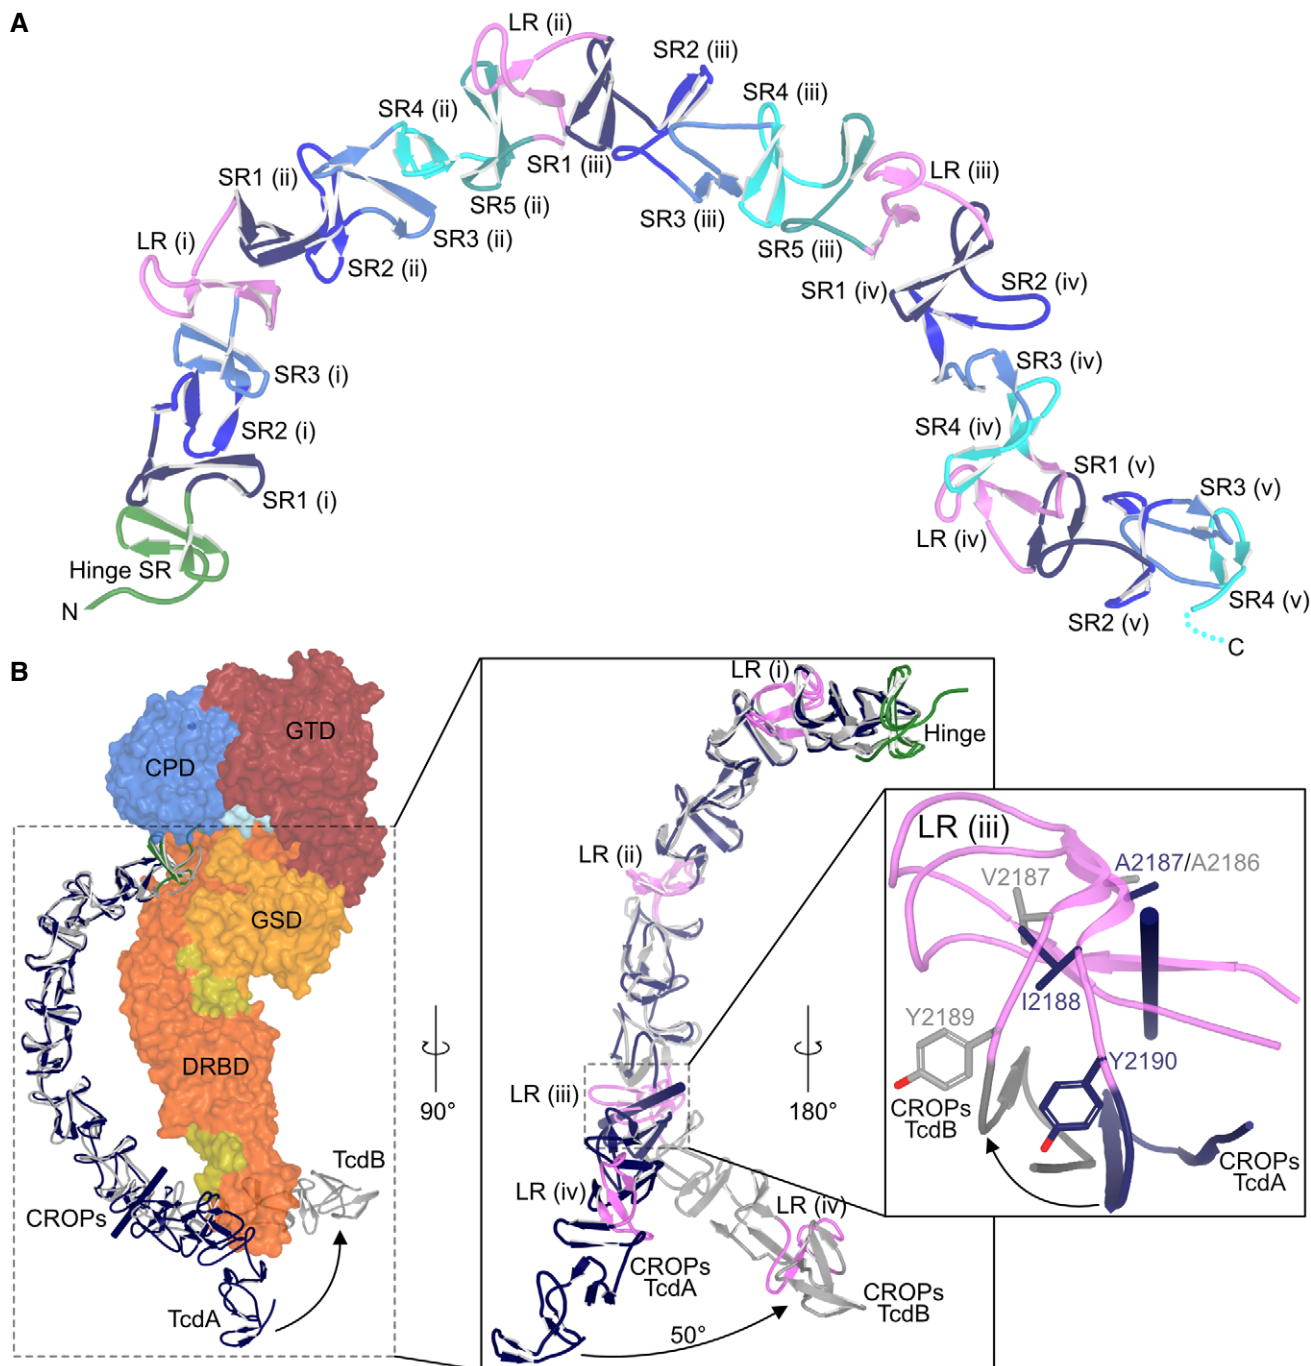 A
LR (ii)
SR2 (iii)
SR4 (iii)
SR4 (ii)
SR1 (iii)
LR (iii)
SR1 (ii)
SR5 (ii)
SR3 (iii)
SR3 (ii)
SR5 (iii)
LR (i)
SR2 (ii)
SR1 (iv)
SR2 (iv)
SR3 (i)
SR3 (iv)
SR2 (i)
SR4 (iv)
SR1 (v)
SR1 (i)
SR3 (v)
LR (iv)
Hinge SR
N
SR2 (v)
SR4 (v)
C
B
GTD
CPD
GSD
DRBD
TcdB
CROPs
TcdA
90°
LR (i)
Hinge
LR (ii)
LR (iii)
LR (iv)
LR (iv)
CROPs
TcdA
CROPs
TcdB
50°
180°
LR (iii)
A2187/A2186
V2187
I2188
Y2189
Y2190
CROPs
TcdB
CROPs
TcdA